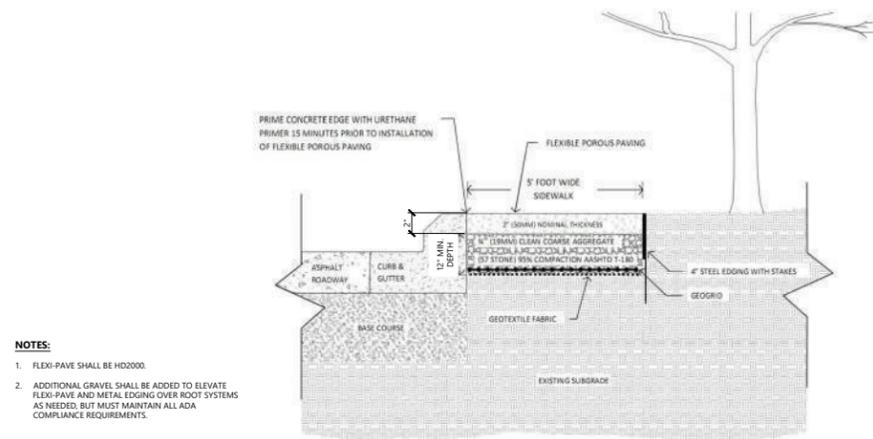 PRIME CONCRETE EDGE WITH URETHANE
PRIMER 15 MINUTES PRIOR TO INSTALLATION
OF FLEXIBLE POROUS PAVING
FLEXIBLE POROUS PAVING
5' FOOT WIDE
SIDEWALK
2"
2" (50MM) NOMINAL THICKNESS
12" MIN.
DEPTH
¾" (19MM) CLEAN COARSE AGGREGATE
(57 STONE) 95% COMPACTION AASHTO T-180
ASPHALT
ROADWAY
CURB &
GUTTER
4" STEEL EDGING WITH STAKES
GEOGRID
GEOTEXTILE FABRIC
BASE COURSE
EXISTING SUBGRADE
NOTES:
1. FLEXI-PAVE SHALL BE HD2000.
2. ADDITIONAL GRAVEL SHALL BE ADDED TO ELEVATE
FLEXI-PAVE AND METAL EDGING OVER ROOT SYSTEMS
AS NEEDED, BUT MUST MAINTAIN ALL ADA
COMPLIANCE REQUIREMENTS.